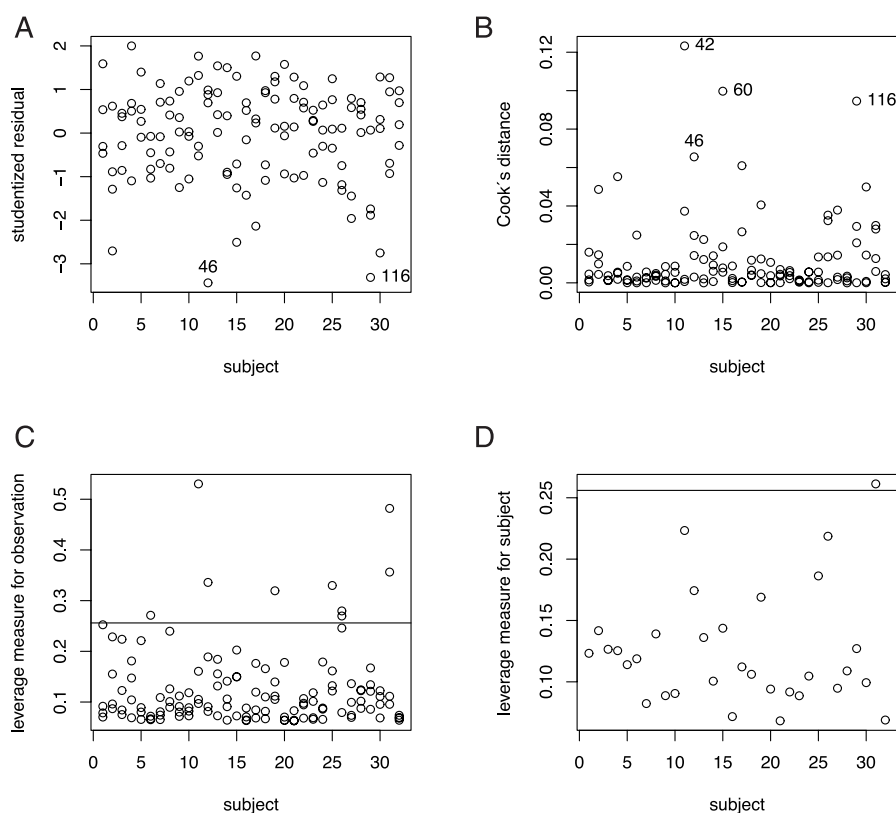 A
studentized residual
2
1
0
−1
−2
−3
46
116
0 5 10 15 20 25 30
subject
B
Cook´s distance
0.12
0.08
0.04
0.00
42
60
116
46
0 5 10 15 20 25 30
subject
C
leverage measure for observation
0.5
0.4
0.3
0.2
0.1
0 5 10 15 20 25 30
subject
D
leverage measure for subject
0.25
0.20
0.15
0.10
0 5 10 15 20 25 30
subject